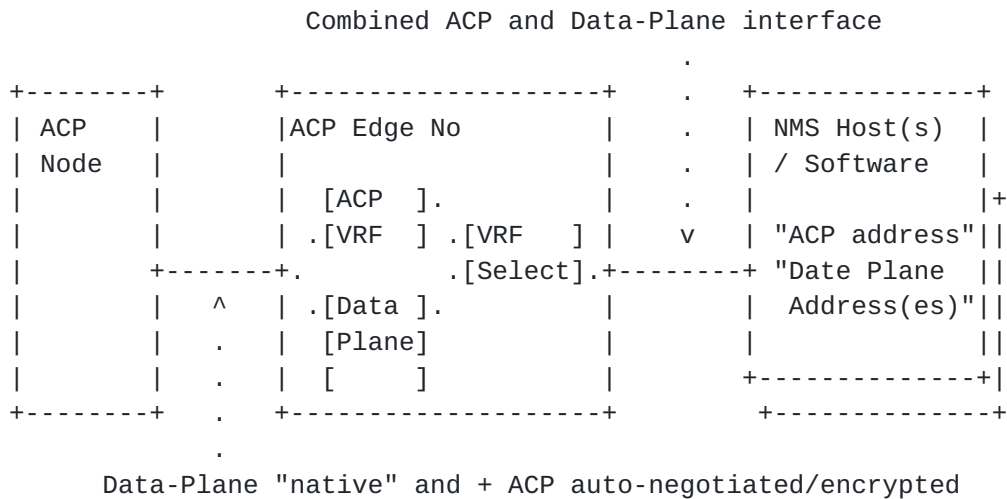 Combined ACP and Data-Plane interface
.
+--------+       +--------------------+   .  +--------------+
| ACP    |       |ACP Edge No         |   .  | NMS Host(s)  |
| Node   |       |                    |   .  | / Software   |
|        |       |  [ACP  ].          |   .  |              |+
|        |       | .[VRF  ] .[VRF   ] |   v  | "ACP address"||
|        +-------+.         .[Select].+--------+ "Date Plane  ||
|        |   ^   | .[Data ].          |      |  Address(es)"||
|        |   .   |  [Plane]           |      |              ||
|        |   .   |  [     ]           |      +--------------+|
+--------+   .   +--------------------+       +--------------+
.
Data-Plane "native" and + ACP auto-negotiated/encrypted